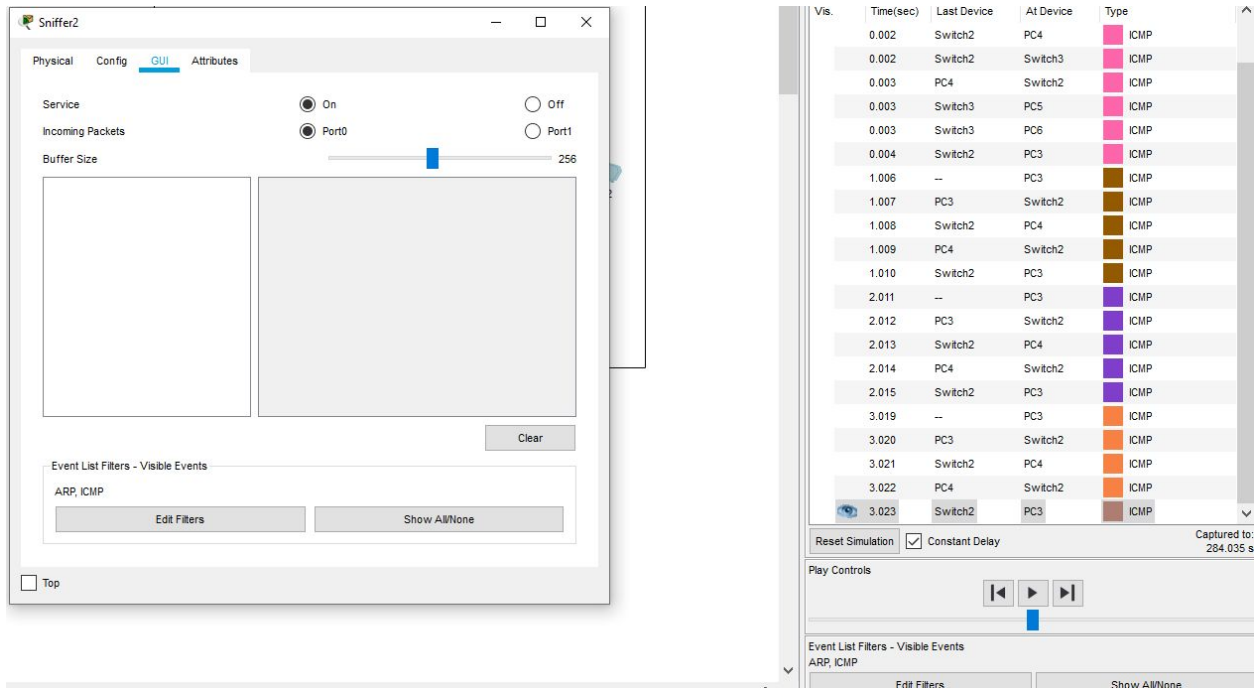 Sniffer2
Physical Config GUI Attributes
Service On Off
Incoming Packets Port0 Port1
Buffer Size 256
Clear
Event List Filters - Visible Events
ARP, ICMP
Edit Filters Show All/None
Top
Vis. Time(sec) Last Device At Device Type
0.002 Switch2 PC4 ICMP
0.002 Switch2 Switch3 ICMP
0.003 PC4 Switch2 ICMP
0.003 Switch3 PC5 ICMP
0.003 Switch3 PC6 ICMP
0.004 Switch2 PC3 ICMP
1.006 -- PC3 ICMP
1.007 PC3 Switch2 ICMP
1.008 Switch2 PC4 ICMP
1.009 PC4 Switch2 ICMP
1.010 Switch2 PC3 ICMP
2.011 -- PC3 ICMP
2.012 PC3 Switch2 ICMP
2.013 Switch2 PC4 ICMP
2.014 PC4 Switch2 ICMP
2.015 Switch2 PC3 ICMP
3.019 -- PC3 ICMP
3.020 PC3 Switch2 ICMP
3.021 Switch2 PC4 ICMP
3.022 PC4 Switch2 ICMP
3.023 Switch2 PC3 ICMP
Reset Simulation Constant Delay Captured to:
284.035 s
Play Controls
Event List Filters - Visible Events
ARP, ICMP
Edit Filters Show All/None